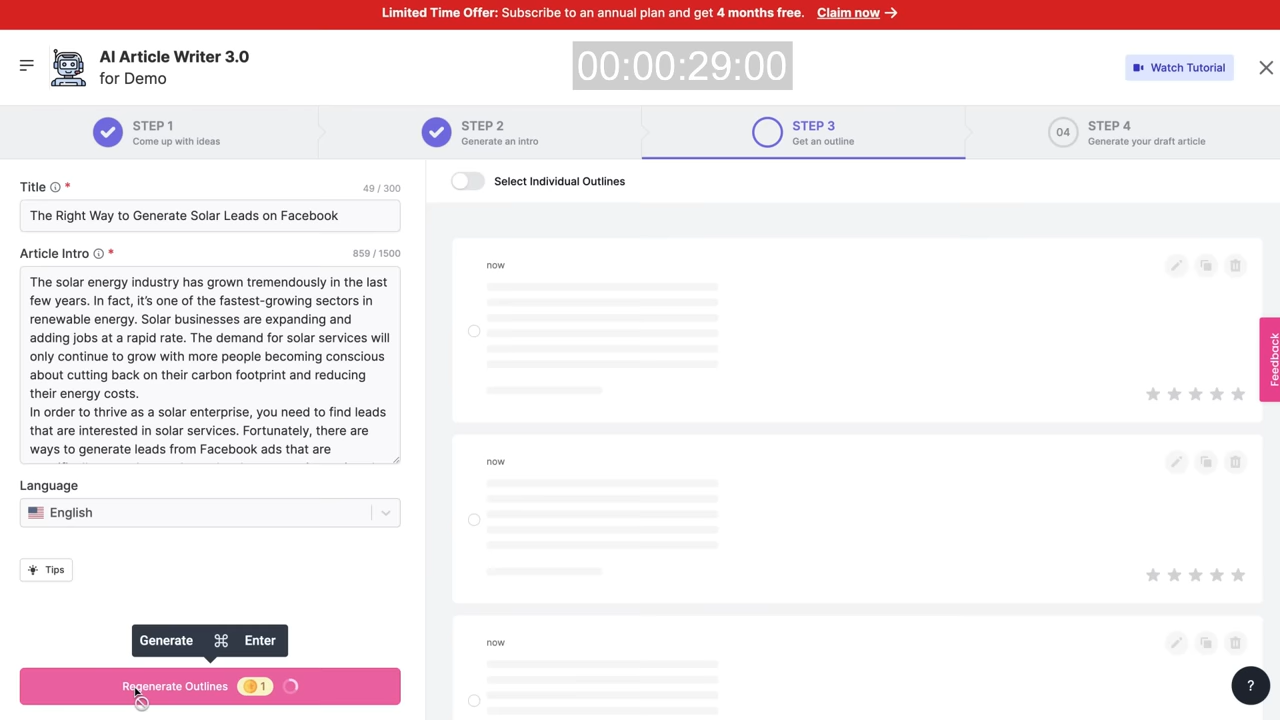 Limited Time Offer: Subscribe to an annual plan and get 4 months free. Claim now →
AI Article Writer 3.0
for Demo
00:00:29:00
Watch Tutorial
STEP 1
Come up with ideas
STEP 2
Generate an intro
STEP 3
Get an outline
04
STEP 4
Generate your draft article
Title *
49 / 300
The Right Way to Generate Solar Leads on Facebook
Article Intro *
859 / 1500
The solar energy industry has grown tremendously in the last
few years. In fact, it's one of the fastest-growing sectors in
renewable energy. Solar businesses are expanding and
adding jobs at a rapid rate. The demand for solar services will
only continue to grow with more people becoming conscious
about cutting back on their carbon footprint and reducing
their energy costs.
In order to thrive as a solar enterprise, you need to find leads
that are interested in solar services. Fortunately, there are
ways to generate leads from Facebook ads that are
Language
English
Tips
Generate ⌘ Enter
Regenerate Outlines 1
Select Individual Outlines
now
now
now
Feedback
?